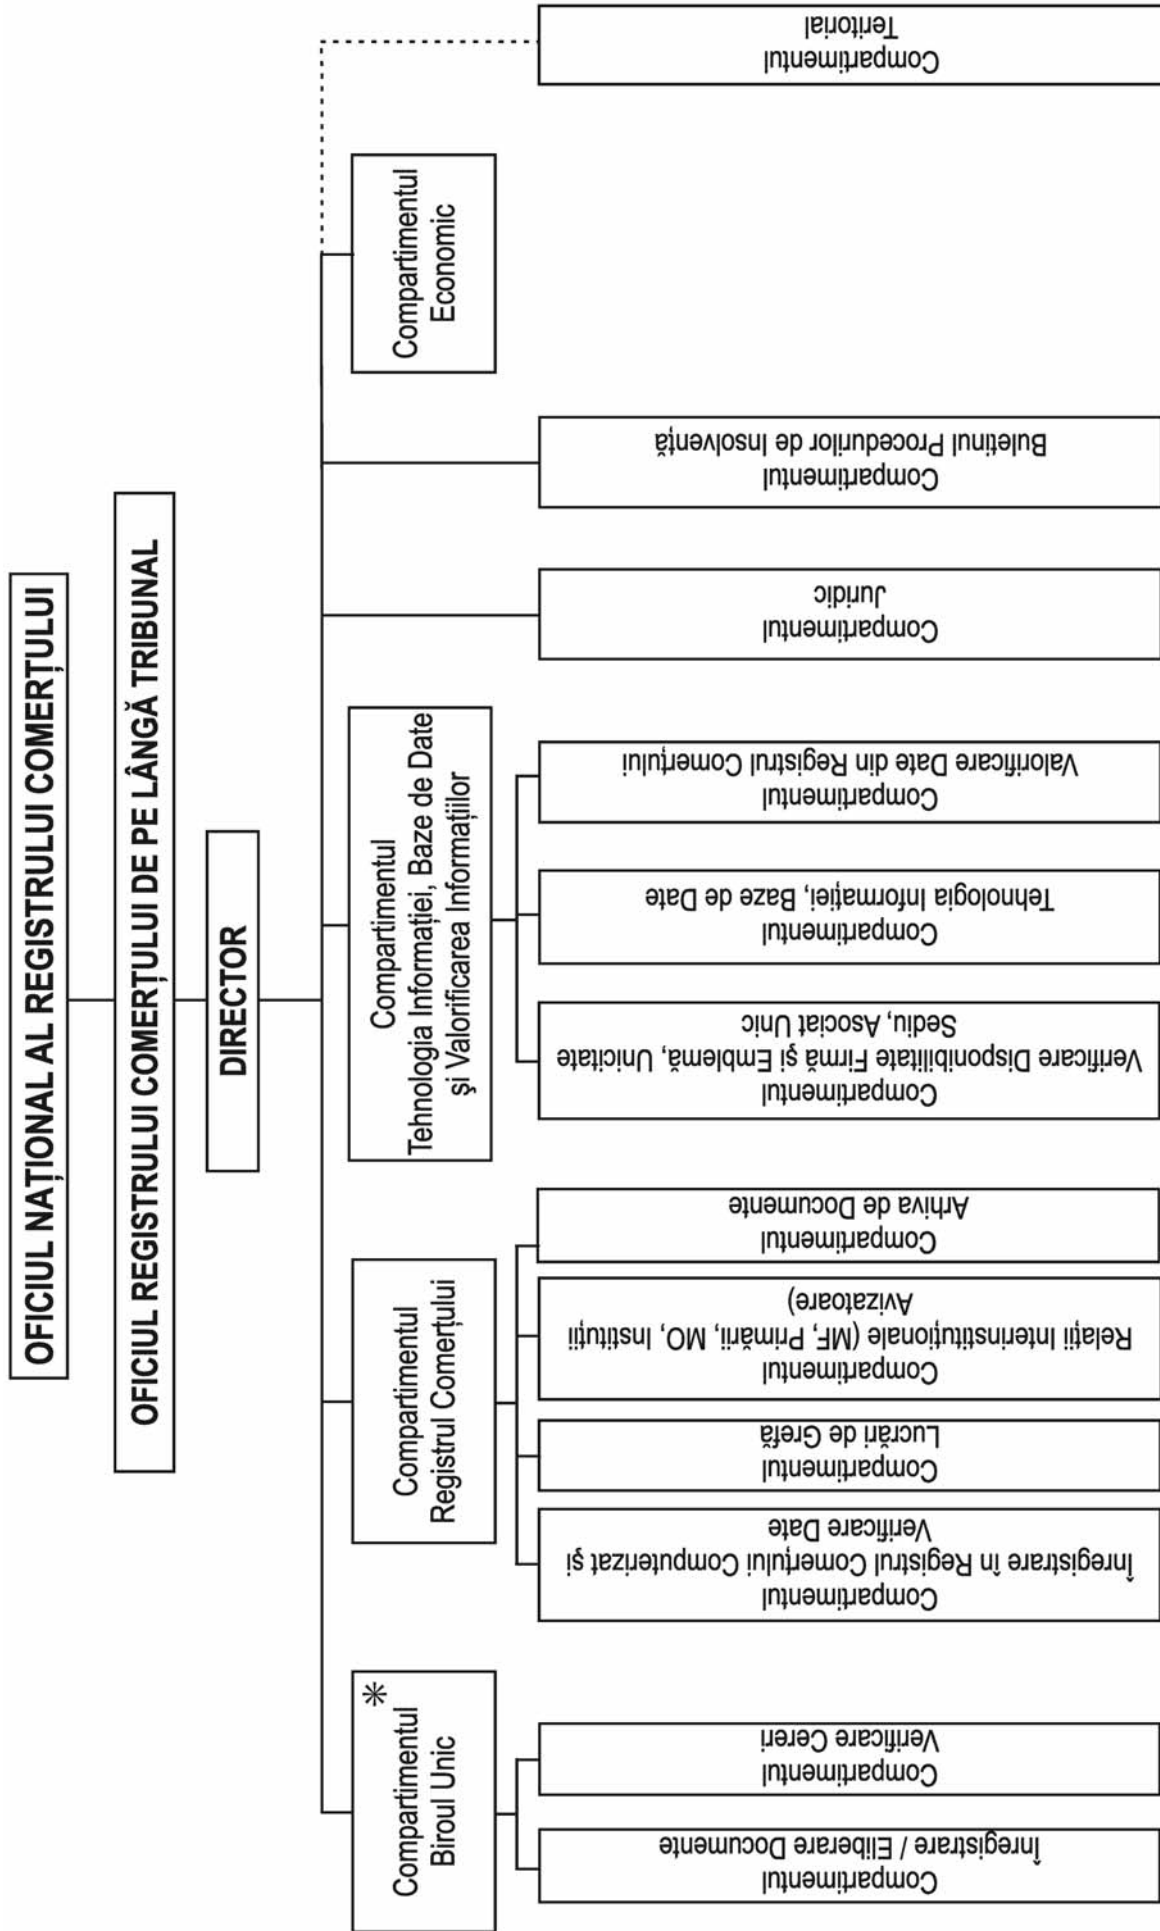 OFICIUL NAȚIONAL AL REGISTRULUI COMERȚULUI
OFICIUL REGISTRULUI COMERȚULUI DE PE LÂNGĂ TRIBUNAL
DIRECTOR
Compartimentul *
Biroul Unic
Compartimentul
Registrul Comerțului
Compartimentul
Tehnologia Informației, Baze de Date
și Valorificarea Informațiilor
Compartimentul
Economic
Compartimentul
Înregistrare / Eliberare Documente
Compartimentul
Verificare Cereri
Compartimentul
Înregistrare în Registrul Comerțului Computerizat și
Verificare Date
Compartimentul
Lucrări de Grefă
Compartimentul
Relații Interinstituționale (MF, Primării, MO, Instituții
Avizatoare)
Compartimentul
Arhiva de Documente
Compartimentul
Verificare Disponibilitate Firmă și Emblemă, Unicitate
Sediu, Asociat Unic
Compartimentul
Tehnologia Informației, Baze de Date
Compartimentul
Valorificare Date din Registrul Comerțului
Compartimentul
Juridic
Compartimentul
Buletinul Procedurilor de Insolvență
Compartimentul
Teritorial